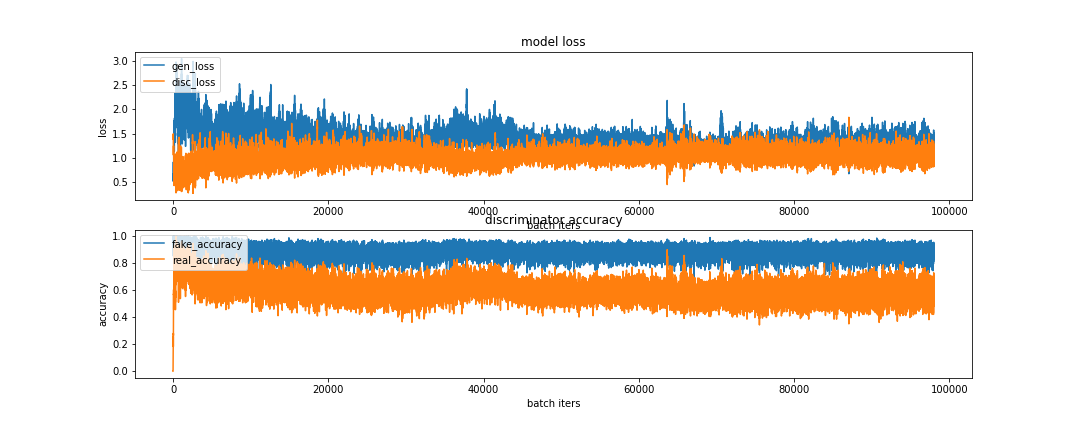 model loss
gen_loss
disc_loss
loss
3.0
2.5
2.0
1.5
1.0
0.5
0 20000 40000 60000 80000 100000
batch iters
discriminator accuracy
fake_accuracy
real_accuracy
accuracy
1.0
0.8
0.6
0.4
0.2
0.0
0 20000 40000 60000 80000 100000
batch iters